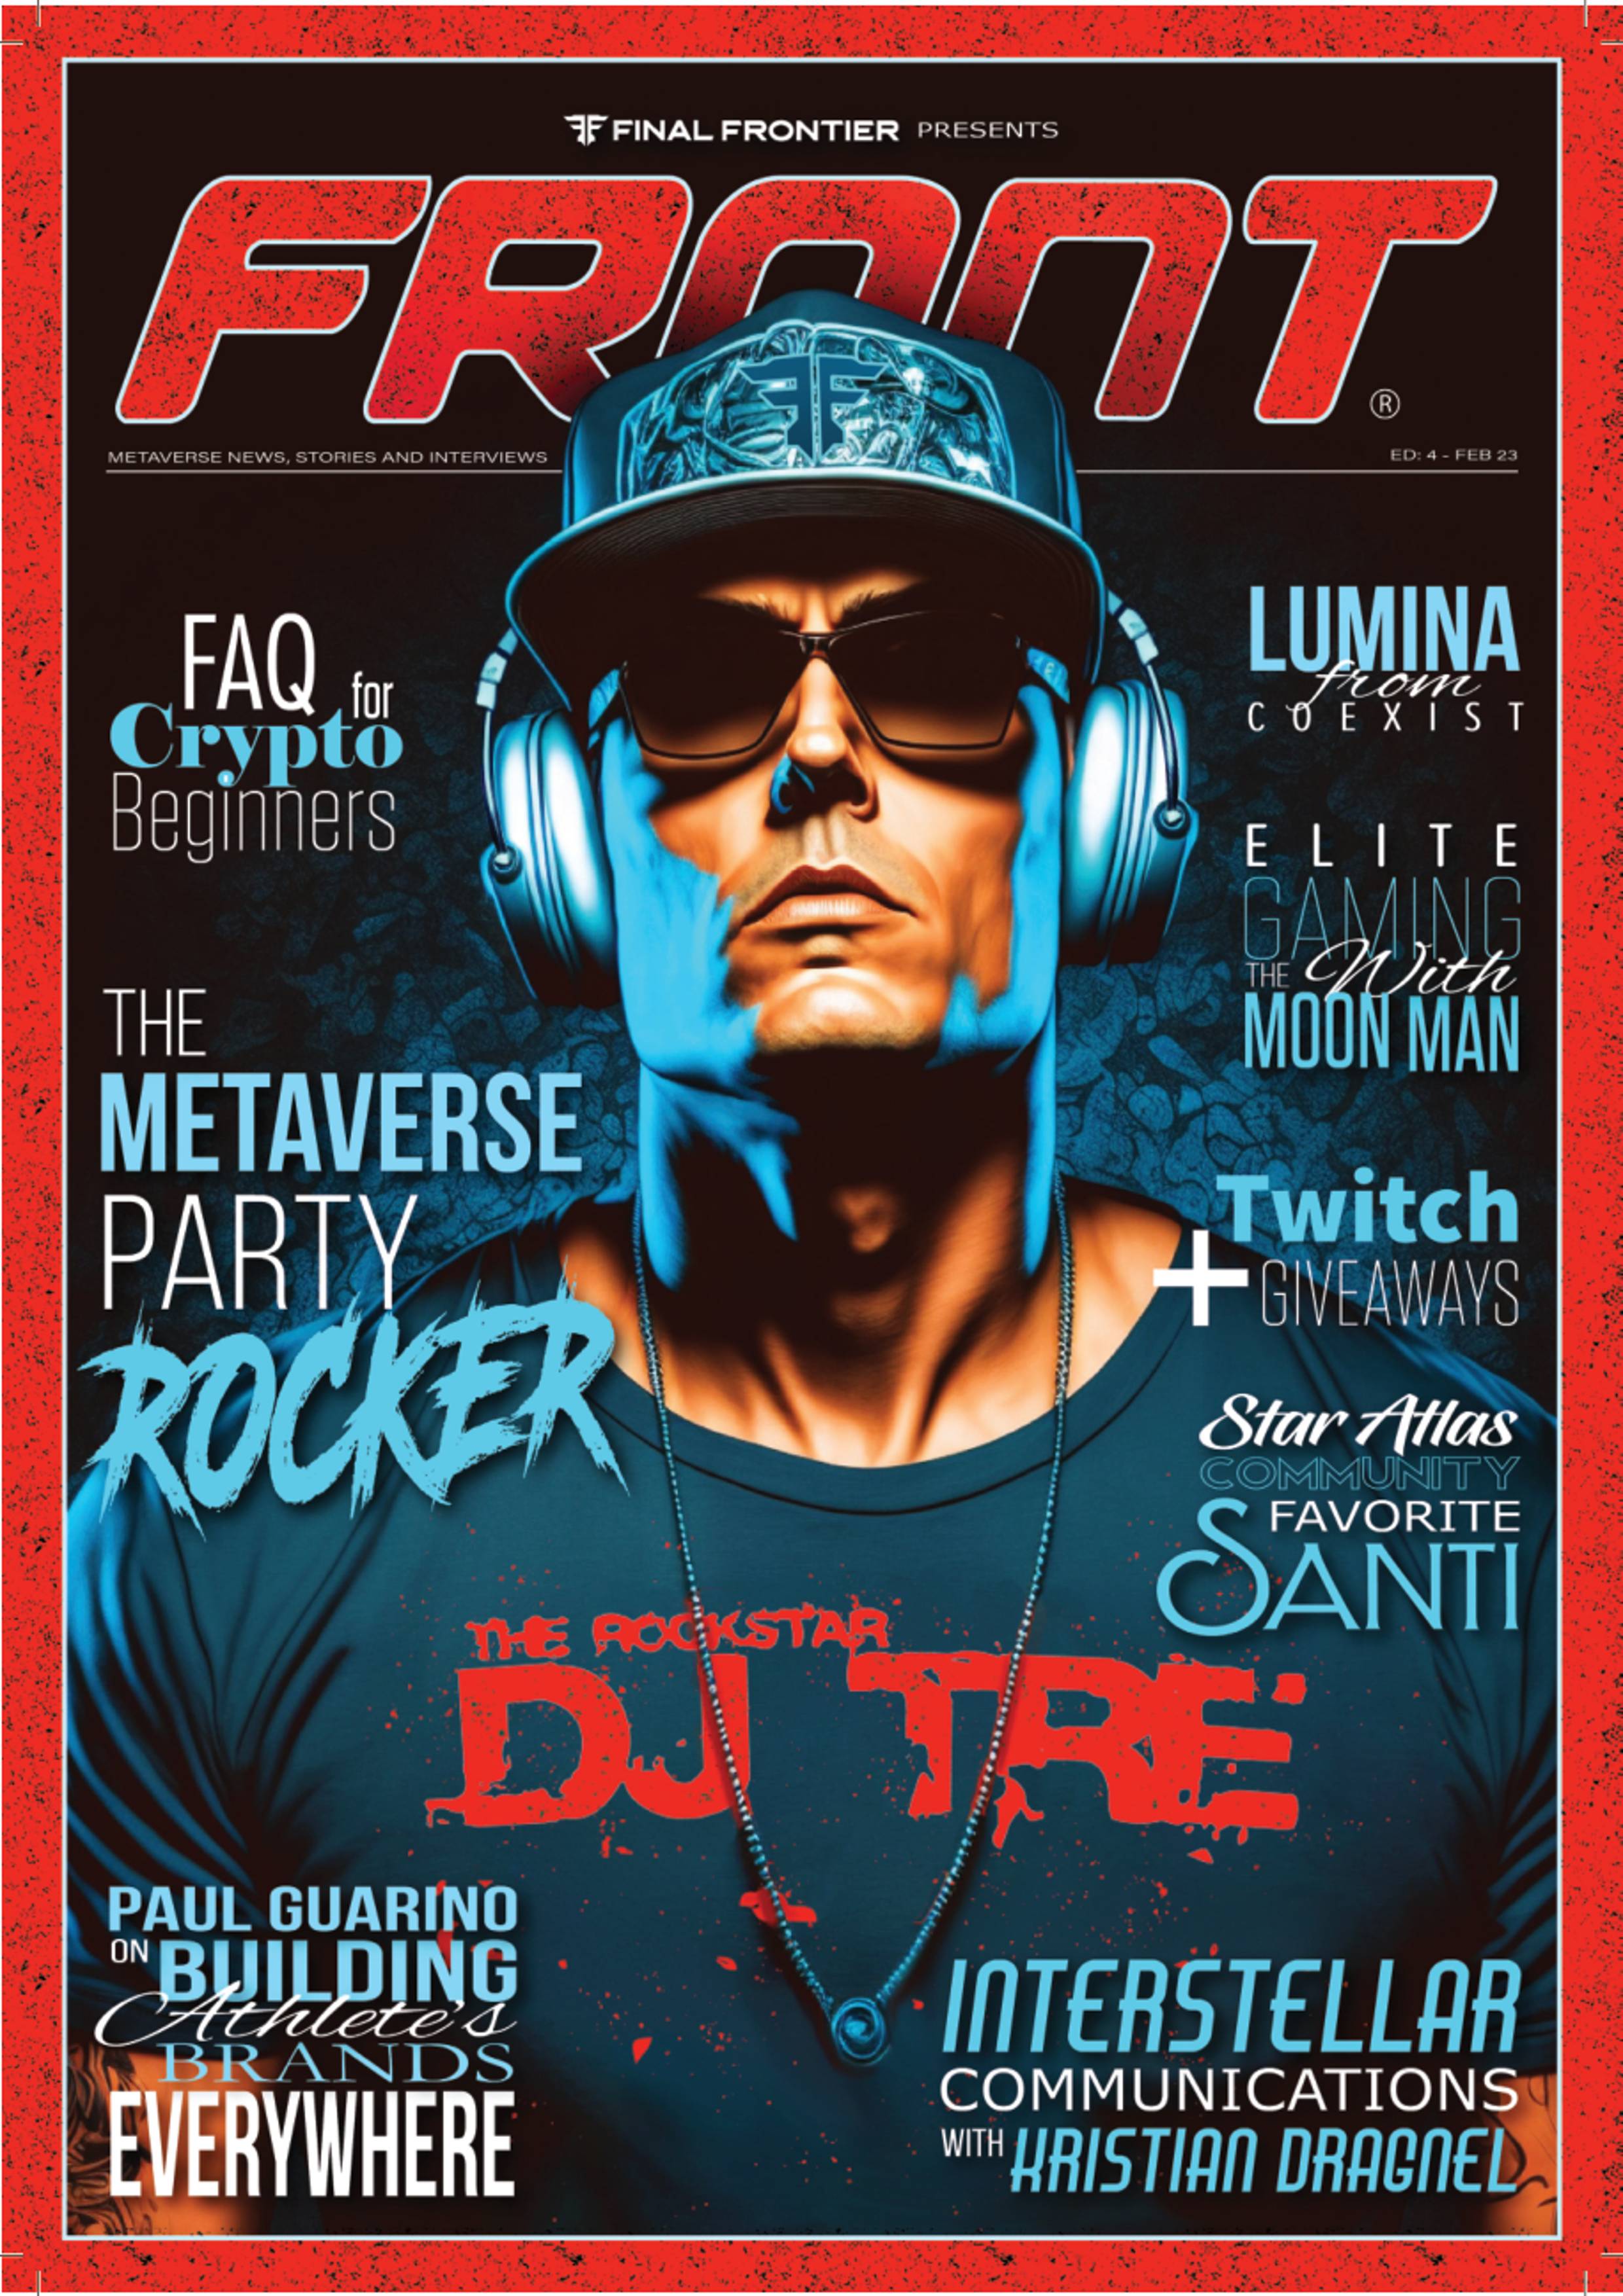 FF FINAL FRONTIER PRESENTS
FRONT ®
METAVERSE NEWS, STORIES AND INTERVIEWS
ED: 4 - FEB 23
FF
FAQ for
Crypto
Beginners
THE
METAVERSE
PARTY
ROCKER
LUMINA
from
COEXIST
ELITE
GAMING
THE With
MOON MAN
Twitch
+ GIVEAWAYS
Star Atlas
COMMUNITY
FAVORITE
SANTI
THE ROCKSTAR
DJ TRE'
PAUL GUARINO
ON BUILDING
Athlete's
BRANDS
EVERYWHERE
INTERSTELLAR
COMMUNICATIONS
WITH KRISTIAN DRAGNEL